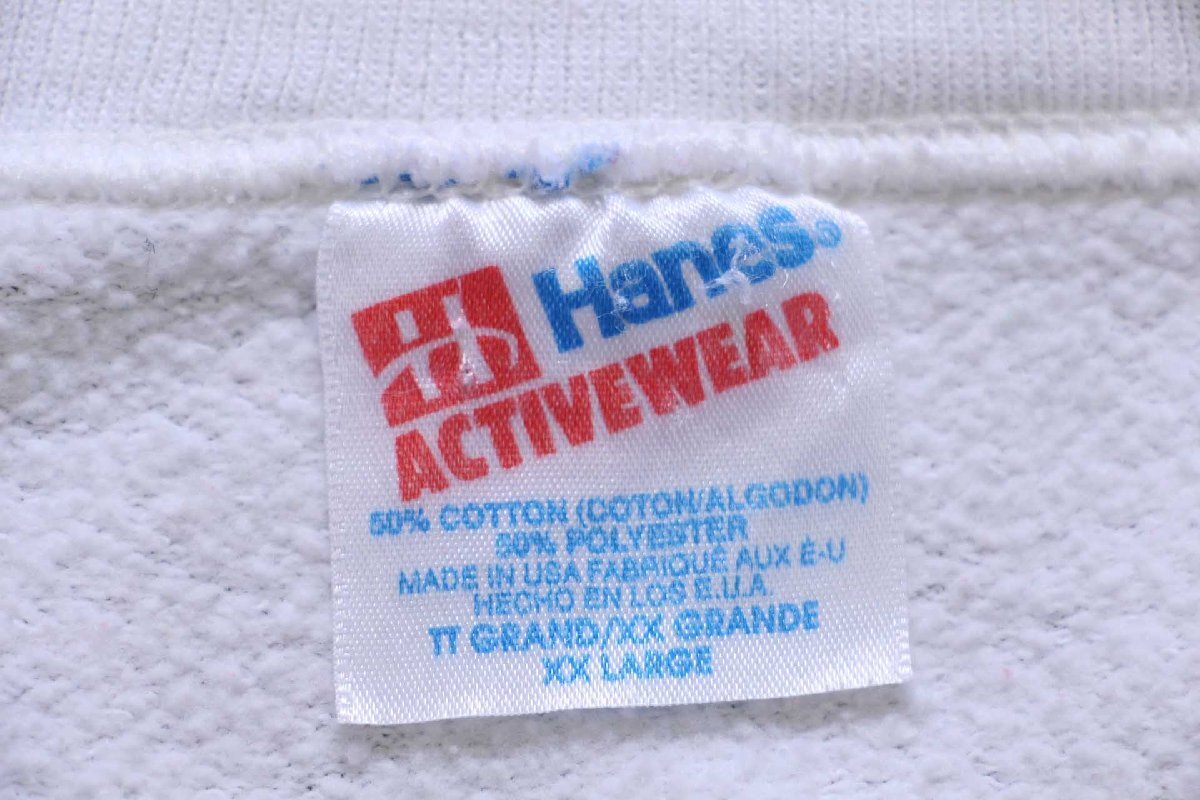 Hanes®
ACTIVEWEAR
50% COTTON (COTON/ALGODON)
50% POLYESTER
MADE IN USA FABRIQUÉ AUX É-U
HECHO EN LOS E.U.A.
TT GRAND/XX GRANDE
XX LARGE